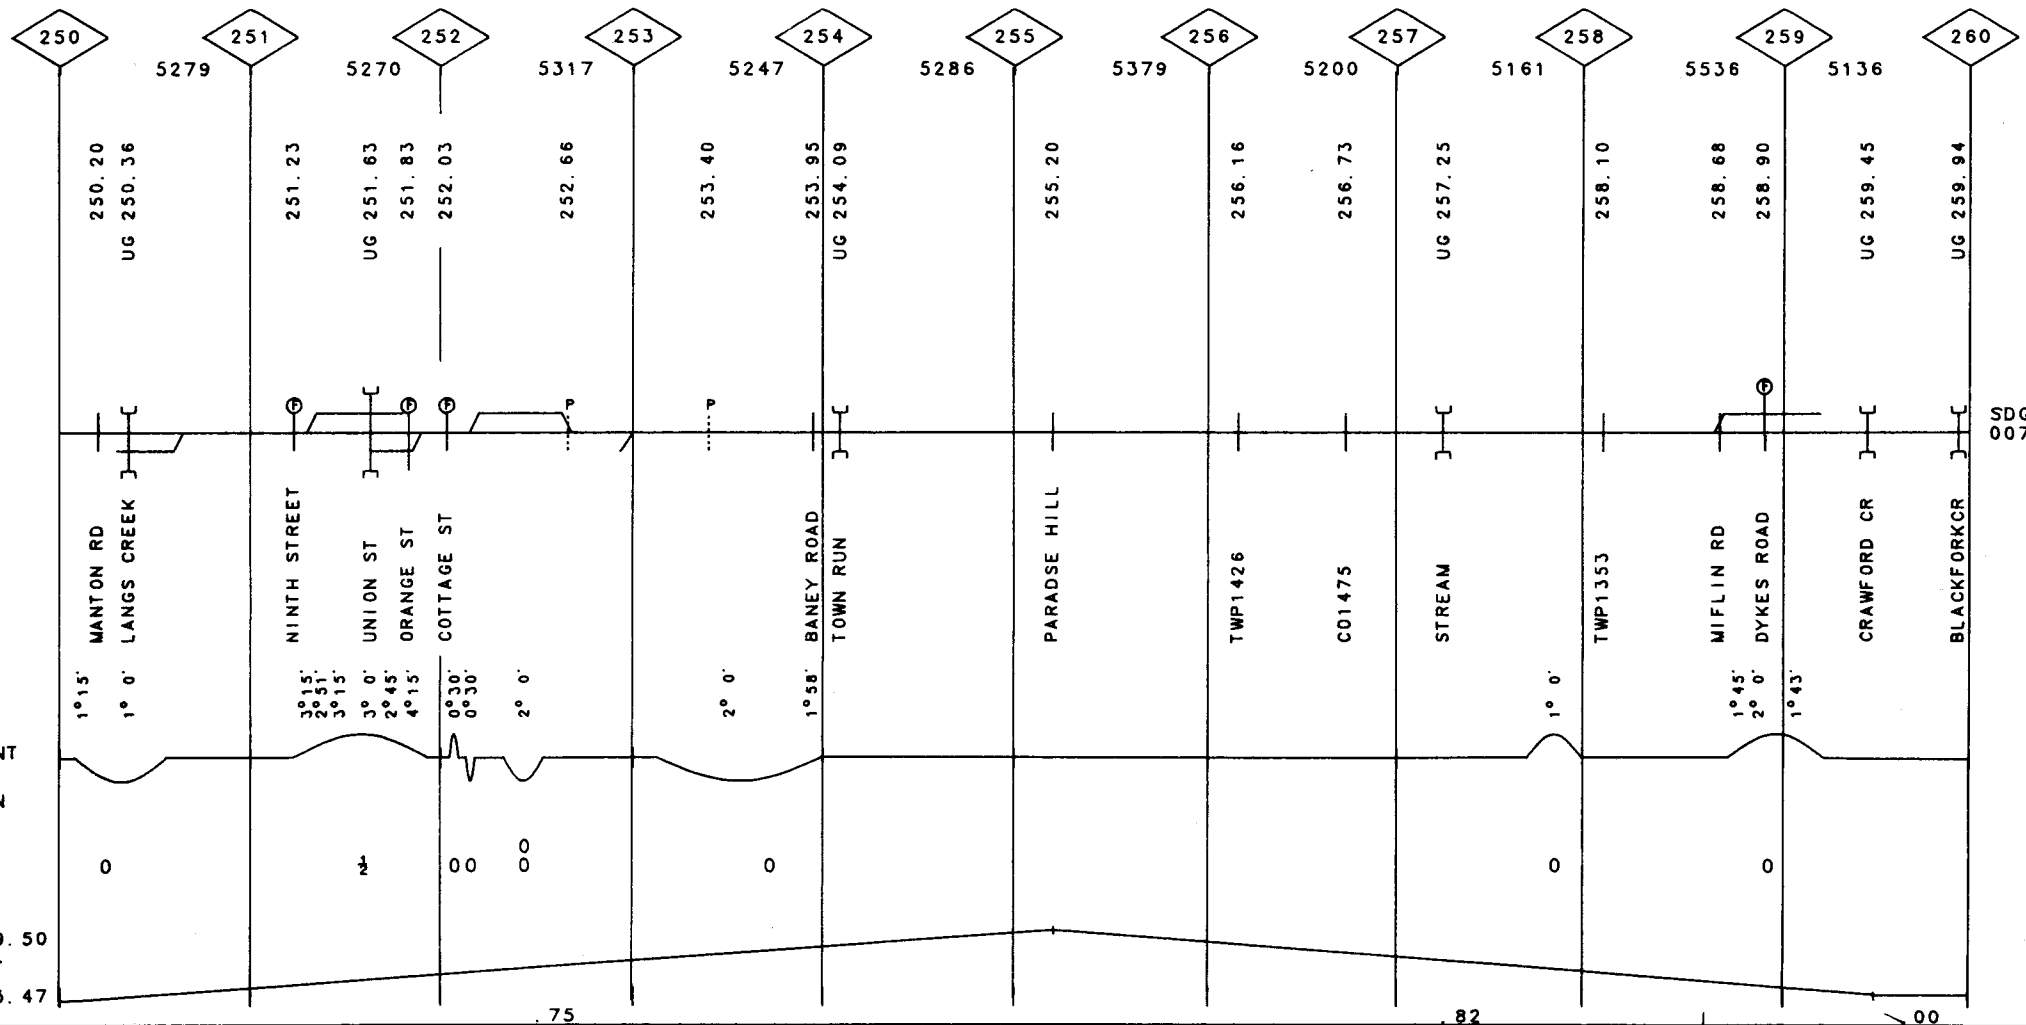 250 251 252 253 254 255 256 257 258 259 260
5279 5270 5317 5247 5286 5379 5200 5161 5536 5136
250.20
UG 250.36
251.23
UG 251.63
251.83
252.03
252.66
253.40
253.95
UG 254.09
255.20
256.16
256.73
UG 257.25
258.10
258.68
258.90
UG 259.45
UG 259.94
F F F P P F
SDG
007
MANTON RD
LANGS CREEK
NINTH STREET
UNION ST
ORANGE ST
COTTAGE ST
BANEY ROAD
TOWN RUN
PARADSE HILL
TWP1426
CO1475
STREAM
TWP1353
MIFLIN RD
DYKES ROAD
CRAWFORD CR
BLACKFORKCR
1°15'
1° 0'
3°15'
2°51'
3°15'
3° 0'
2°45'
4°15'
0°30'
0°30'
2° 0'
2° 0'
1°58'
1° 0'
1°45'
2° 0'
1°43'
NT
N
0 ½ 0 0 0 0 0 0 0
9.50
.47
.75 .82 .00